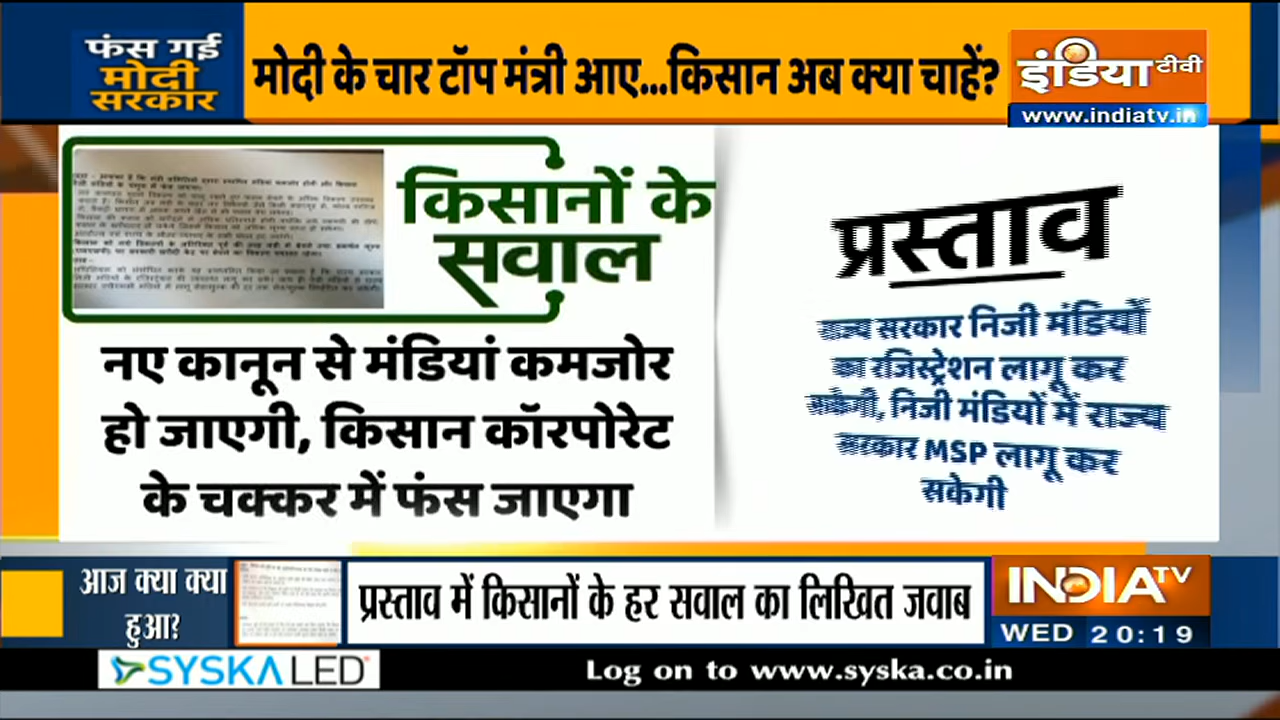 फंस गई
मोदी
सरकार
मोदी के चार टॉप मंत्री आए...किसान अब क्या चाहें?
इंडिया टीवी
www.indiatv.in
किसानों के
सवाल
नए कानून से मंडियां कमजोर
हो जाएगी, किसान कॉरपोरेट
के चक्कर में फंस जाएगा
प्रस्ताव
राज्य सरकार निजी मंडियों
का रजिस्ट्रेशन लागू कर
सकेगी, निजी मंडियों में राज्य
सरकार MSP लागू कर
सकेगी
आज क्या क्या
हुआ?
प्रस्ताव में किसानों के हर सवाल का लिखित जवाब
INDIA TV
WED 20:19
SYSKA LED
Log on to www.syska.co.in